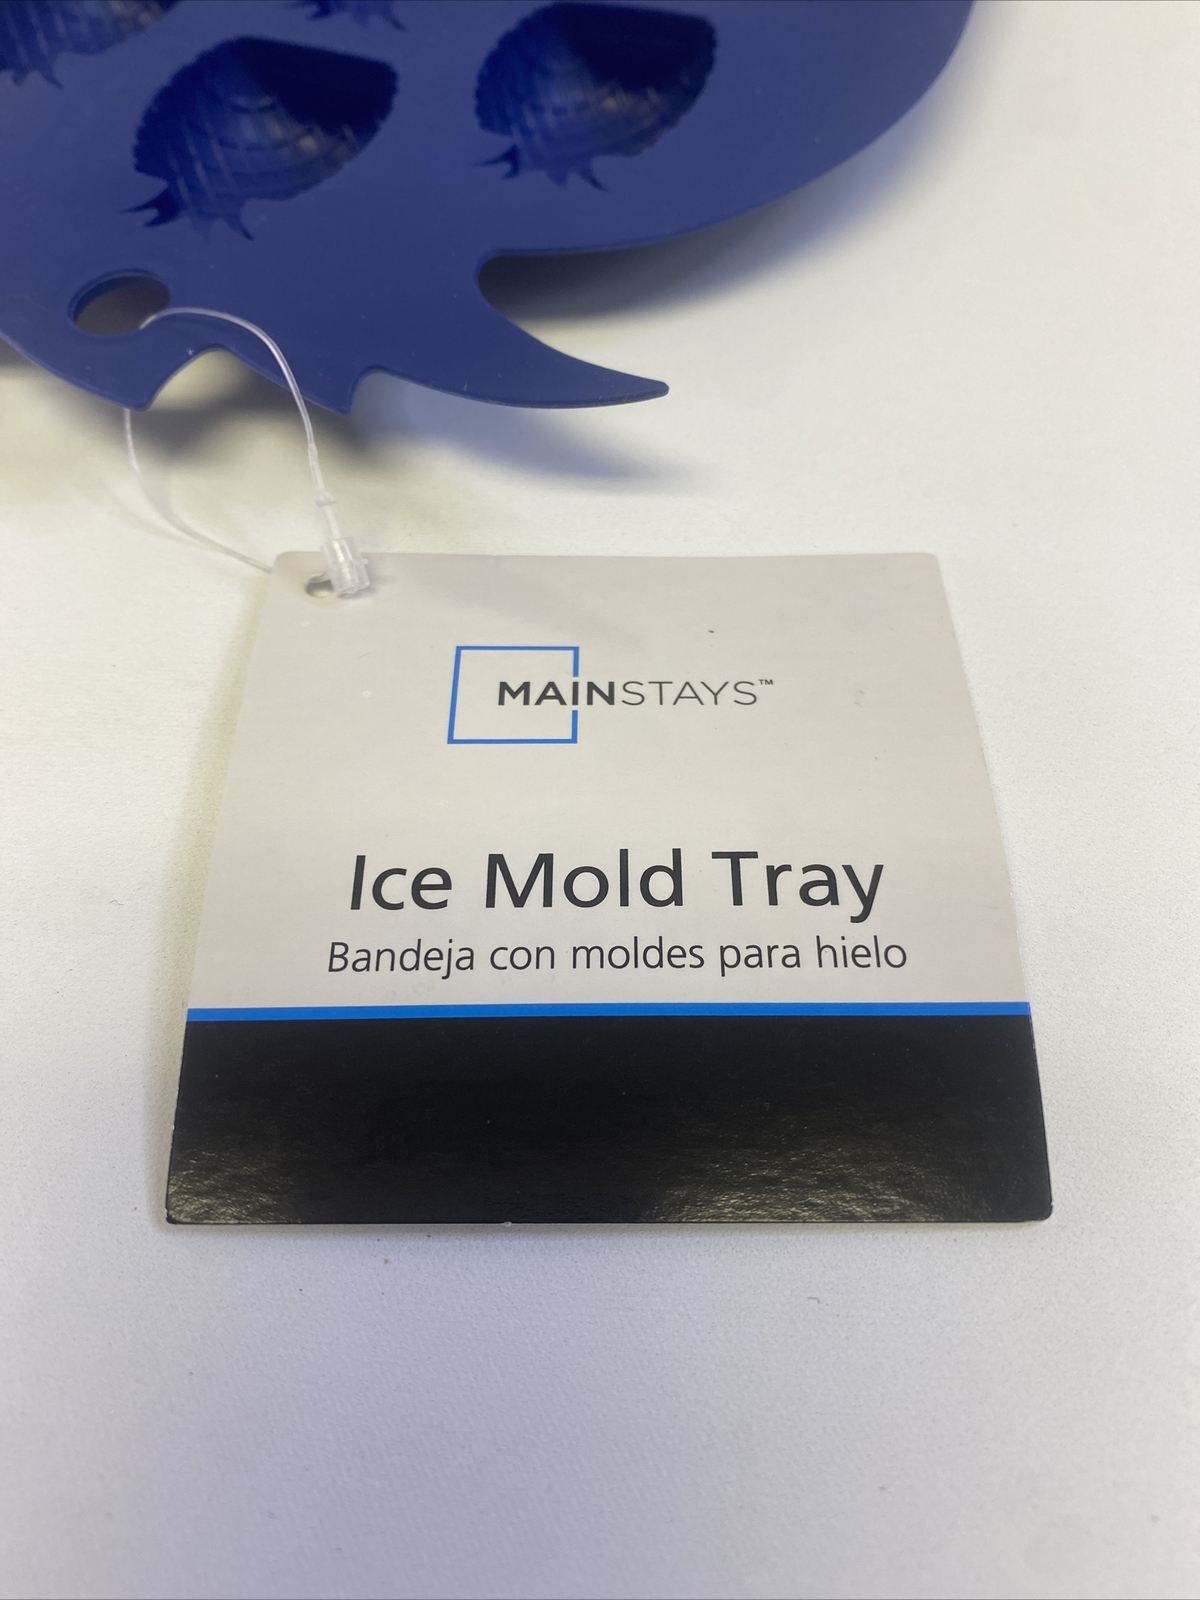 MAINSTAYS™
Ice Mold Tray
Bandeja con moldes para hielo